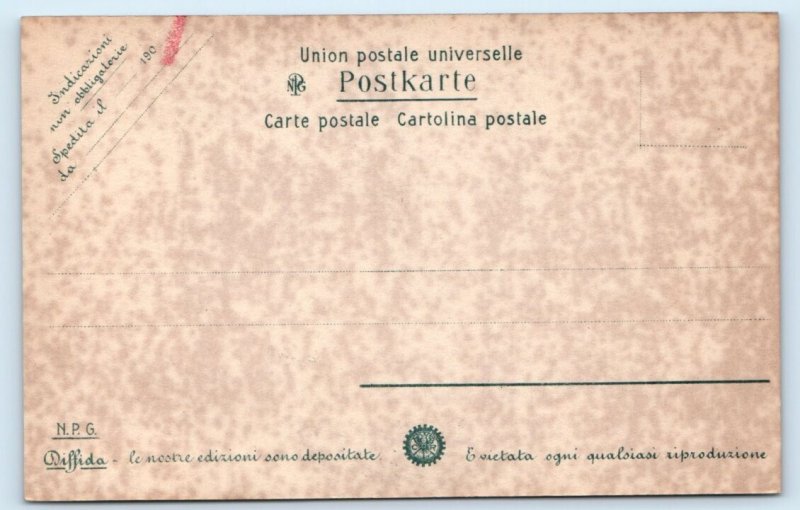 Indicazioni
non obbligatorie
Spedita il 190
da
Union postale universelle
NPG Postkarte
Carte postale Cartolina postale
N.P.G.
Diffida - le nostre edizioni sono depositate. E vietata ogni qualsiasi riproduzione